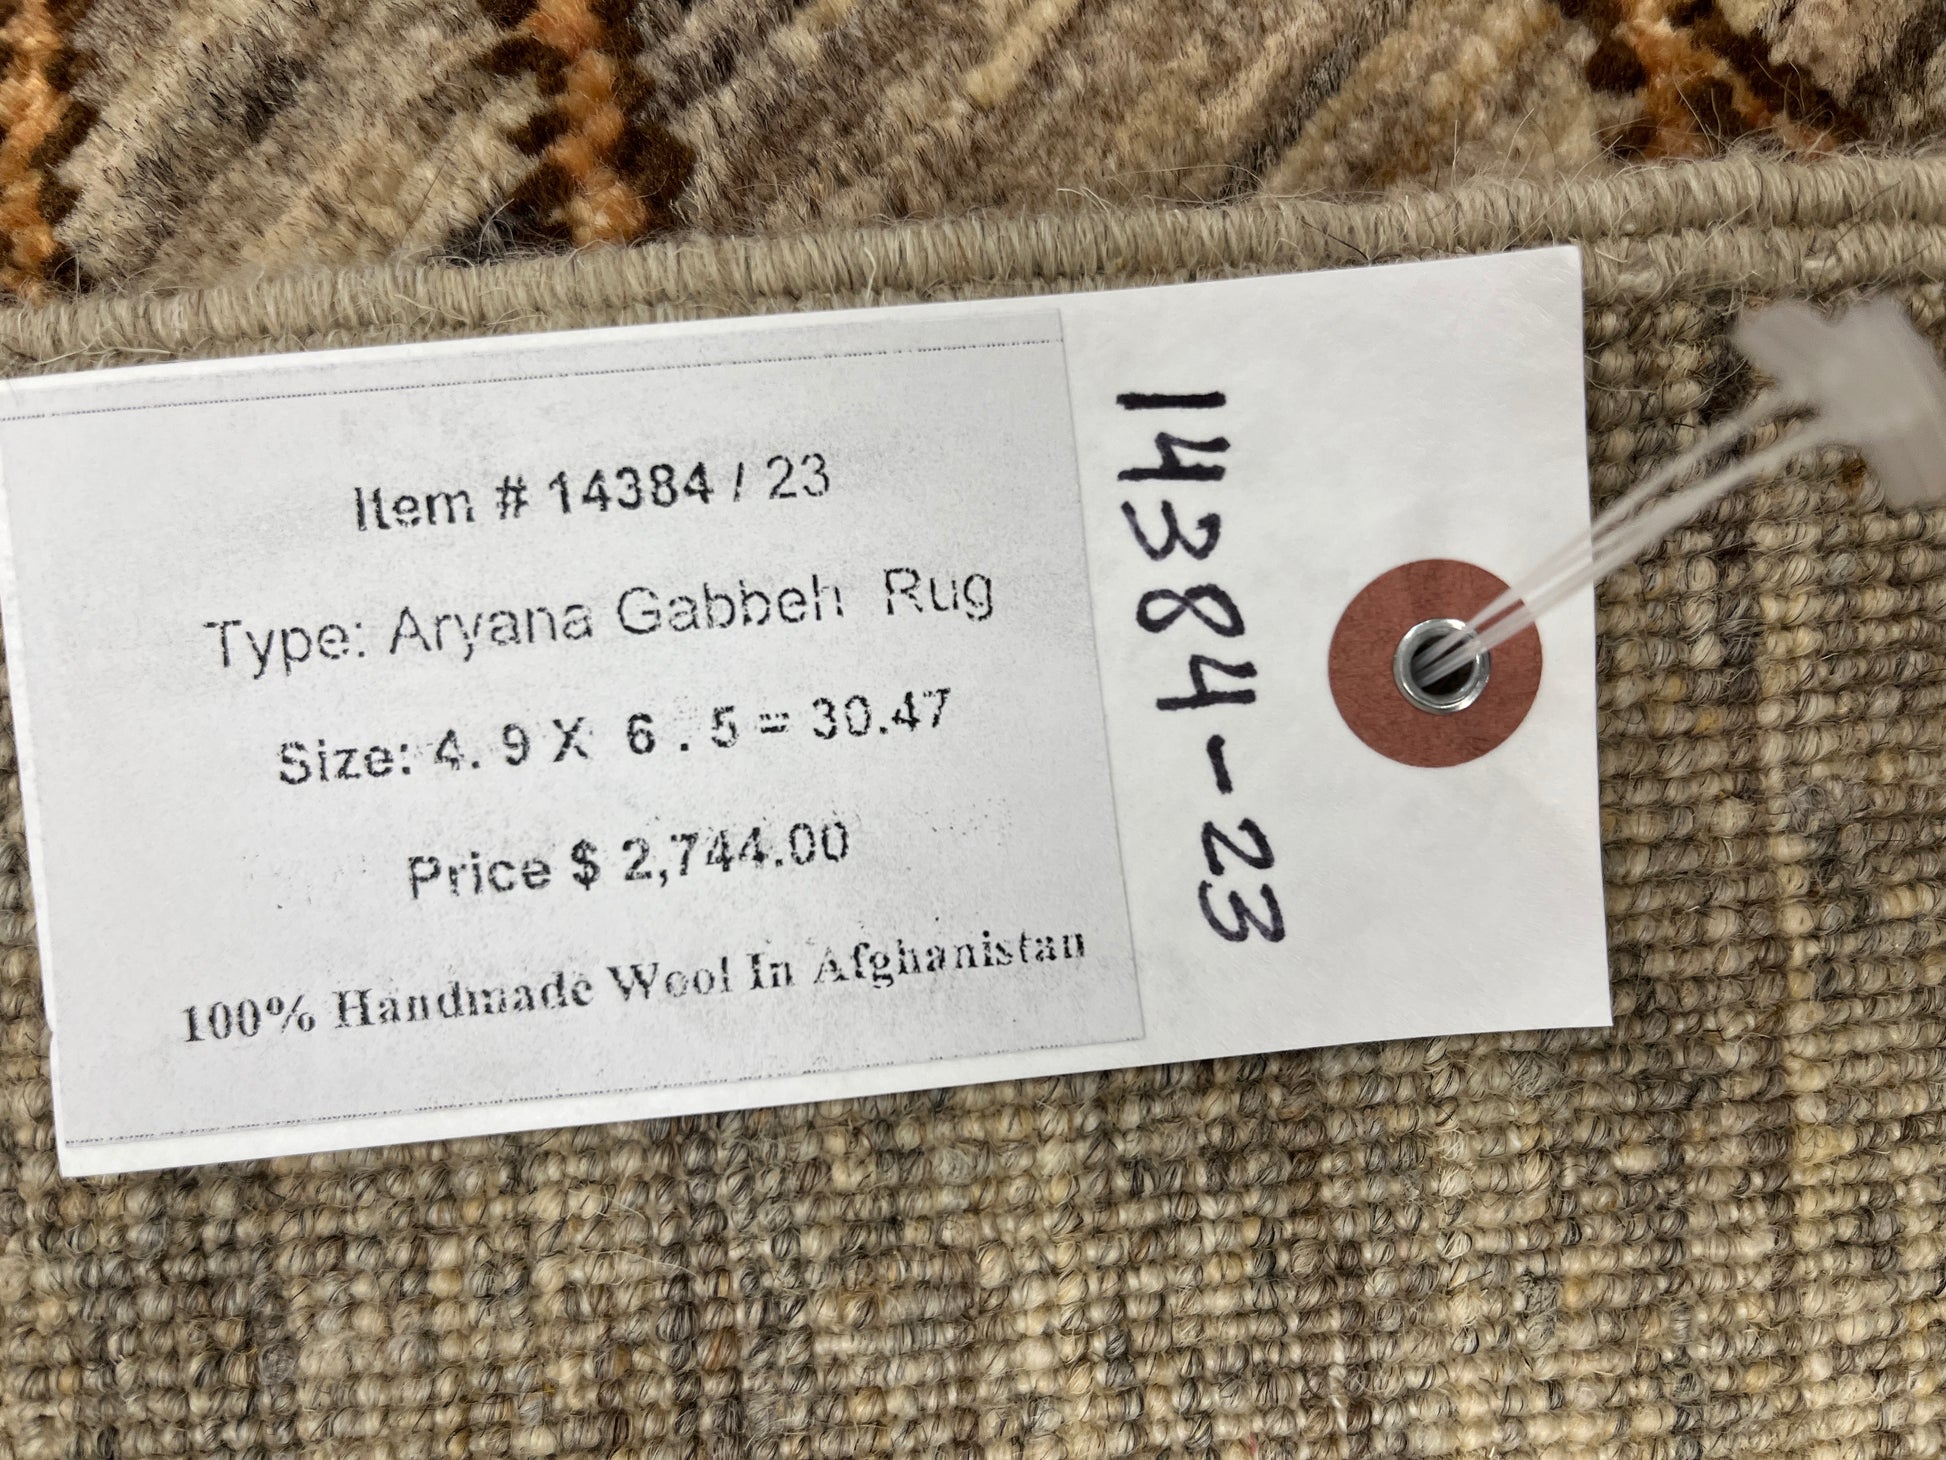 Item # 14384 / 23
Type: Aryana Gabbeh Rug
Size: 4. 9 X 6 . 5 = 30.47
Price $ 2,744.00
100% Handmade Wool In Afghanistan
14384-23